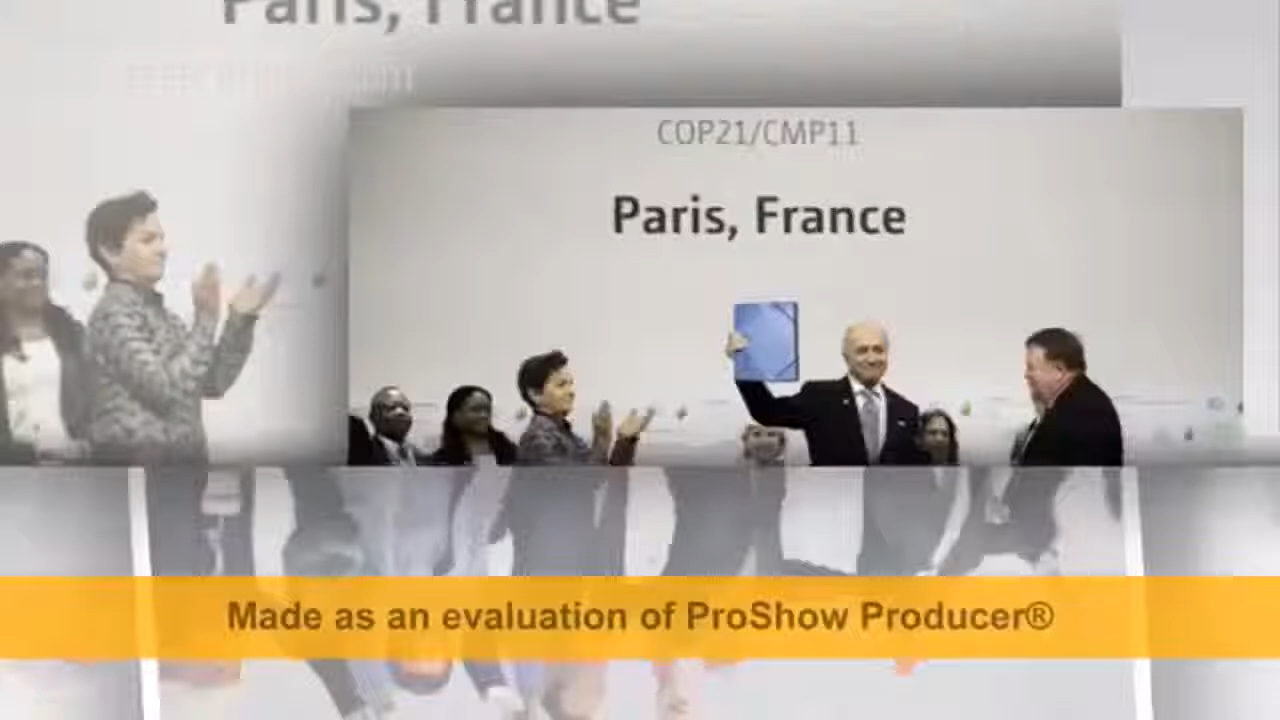 Paris, France
COP21/CMP11
Paris, France
Made as an evaluation of ProShow Producer®